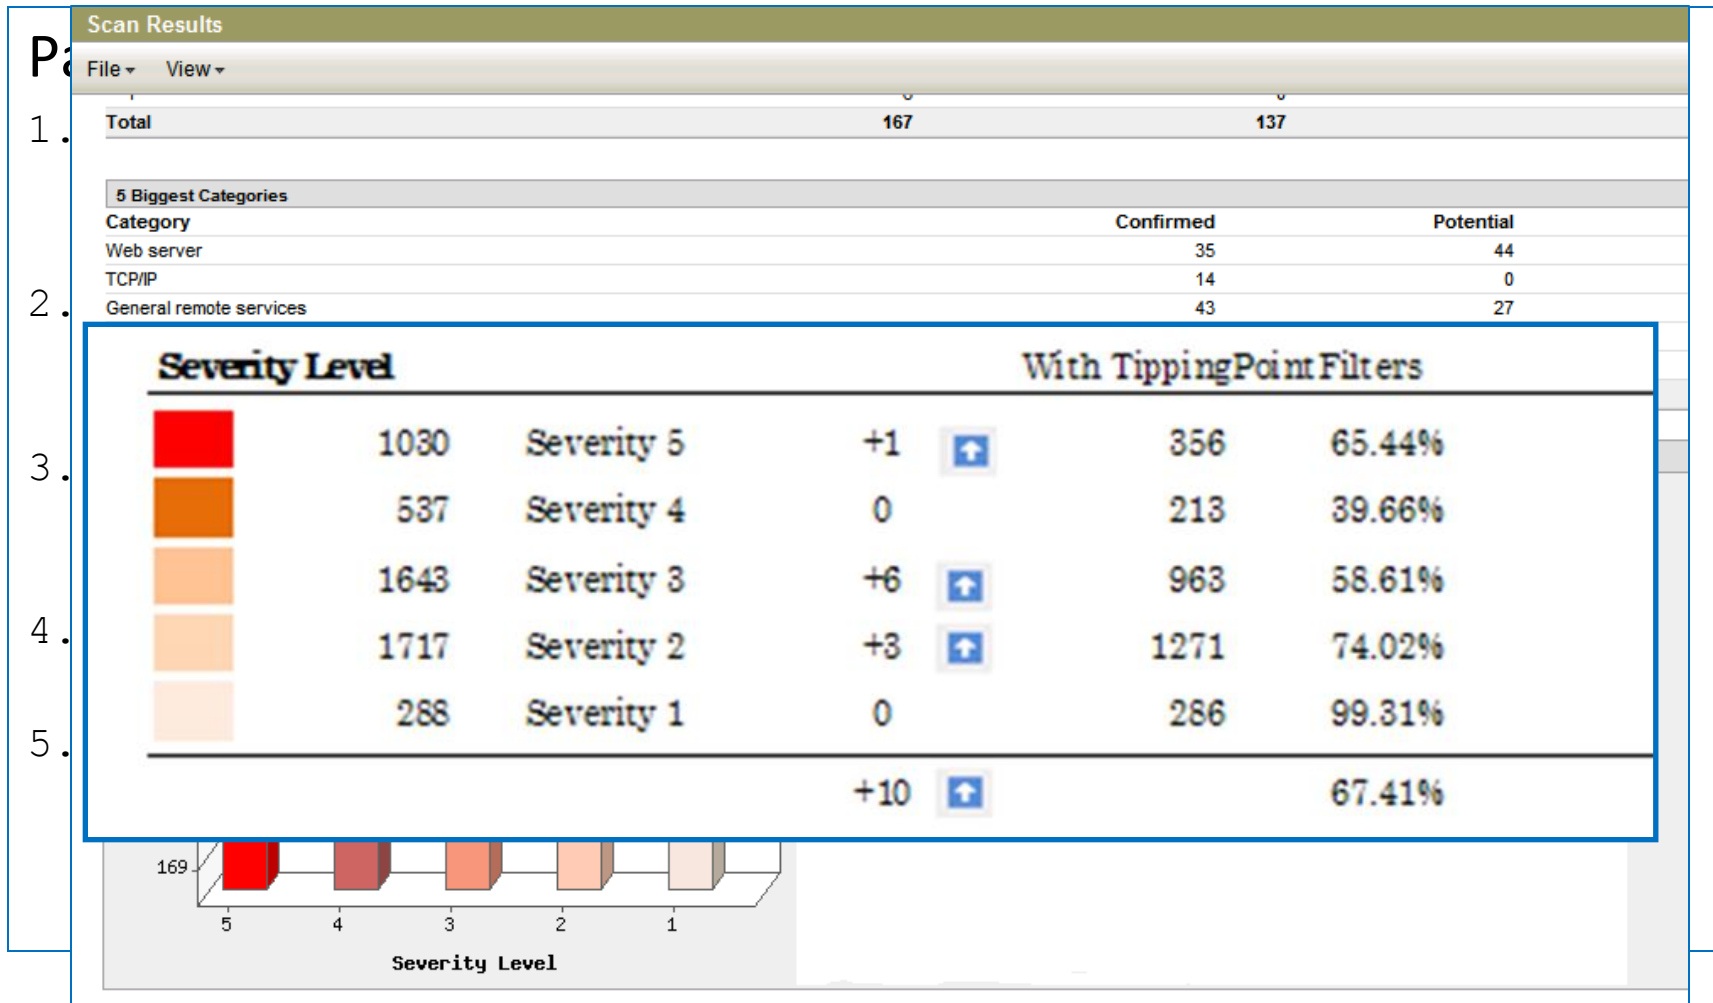 Scan Results
Pa
File View
1.
Total 167 137
5 Biggest Categories
Category Confirmed Potential
Web server 35 44
TCP/IP 14 0
2.
General remote services 43 27
Severity Level With TippingPoint Filters
1030 Severity 5 +1 356 65.44%
3.
537 Severity 4 0 213 39.66%
1643 Severity 3 +6 963 58.61%
4.
1717 Severity 2 +3 1271 74.02%
288 Severity 1 0 286 99.31%
5.
+10 67.41%
169
5 4 3 2 1
Severity Level